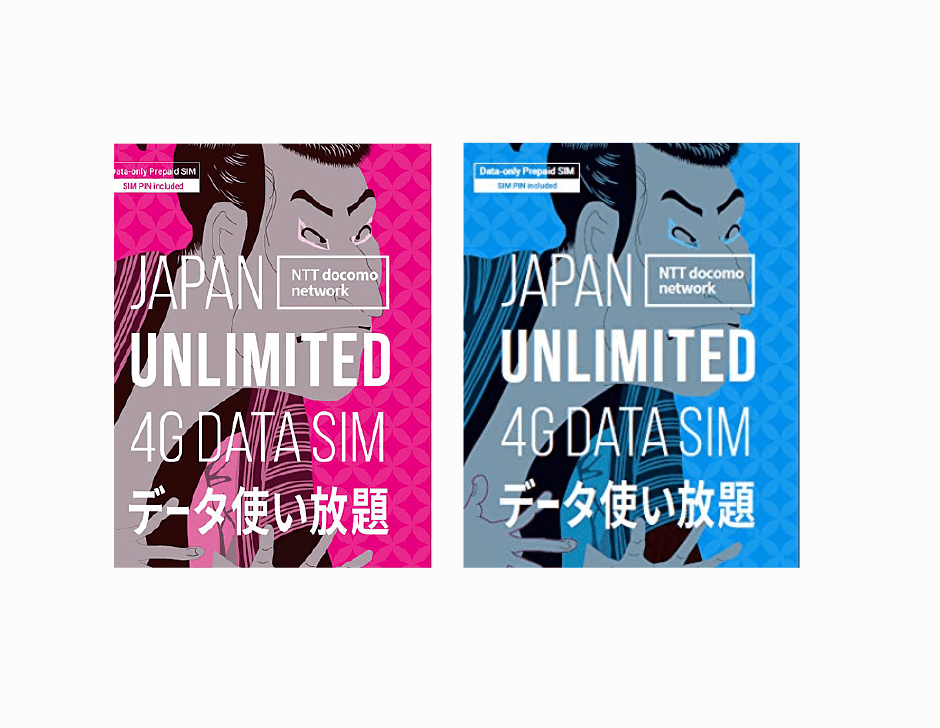 Data-only Prepaid SIM
SIM PIN included
JAPAN
NTT docomo
network
UNLIMITED
4G DATA SIM
データ使い放題
Data-only Prepaid SIM
SIM PIN included
JAPAN
NTT docomo
network
UNLIMITED
4G DATA SIM
データ使い放題